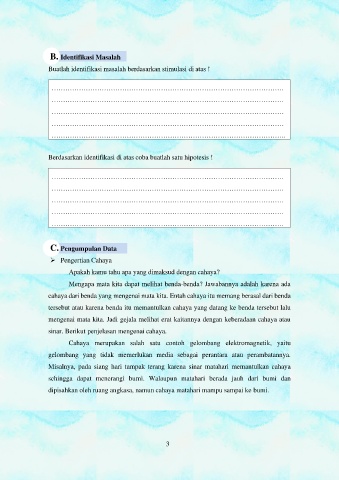 B. Identifikasi Masalah
Buatlah identifikasi masalah berdasarkan stimulasi di atas !
Berdasarkan identifikasi di atas coba buatlah satu hipotesis !
C. Pengumpulan Data
➢ Pengertian Cahaya
Apakah kamu tahu apa yang dimaksud dengan cahaya?
Mengapa mata kita dapat melihat benda-benda? Jawabannya adalah karena ada
cahaya dari benda yang mengenai mata kita. Entah cahaya itu memang berasal dari benda
tersebut atau karena benda itu memantulkan cahaya yang datang ke benda tersebut lalu
mengenai mata kita. Jadi gejala melihat erat kaitannya dengan keberadaan cahaya atau
sinar. Berikut penjelasan mengenai cahaya.
Cahaya merupakan salah satu contoh gelombang elektromagnetik, yaitu
gelombang yang tidak memerlukan media sebagai perantara atau perambatannya.
Misalnya, pada siang hari tampak terang karena sinar matahari memantulkan cahaya
sehingga dapat menerangi bumi. Walaupun matahari berada jauh dari bumi dan
dipisahkan oleh ruang angkasa, namun cahaya matahari mampu sampai ke bumi.
3